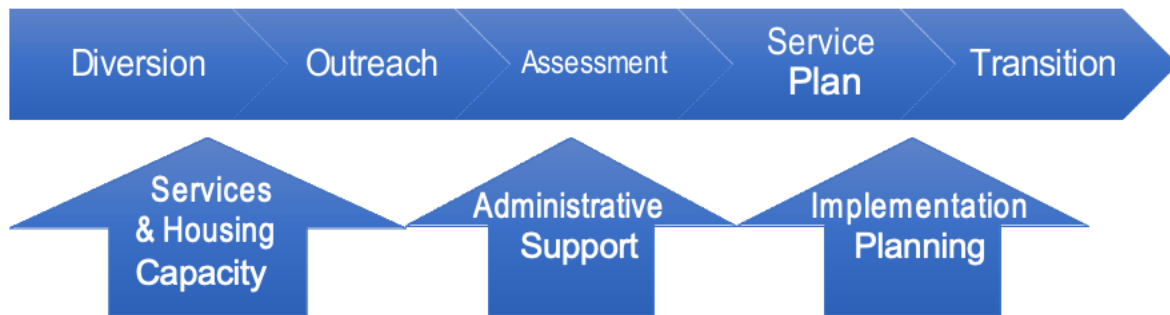 Diversion
Outreach
Assessment
Service
Plan
Transition
Services
& Housing
Capacity
Administrative
Support
Implementation
Planning